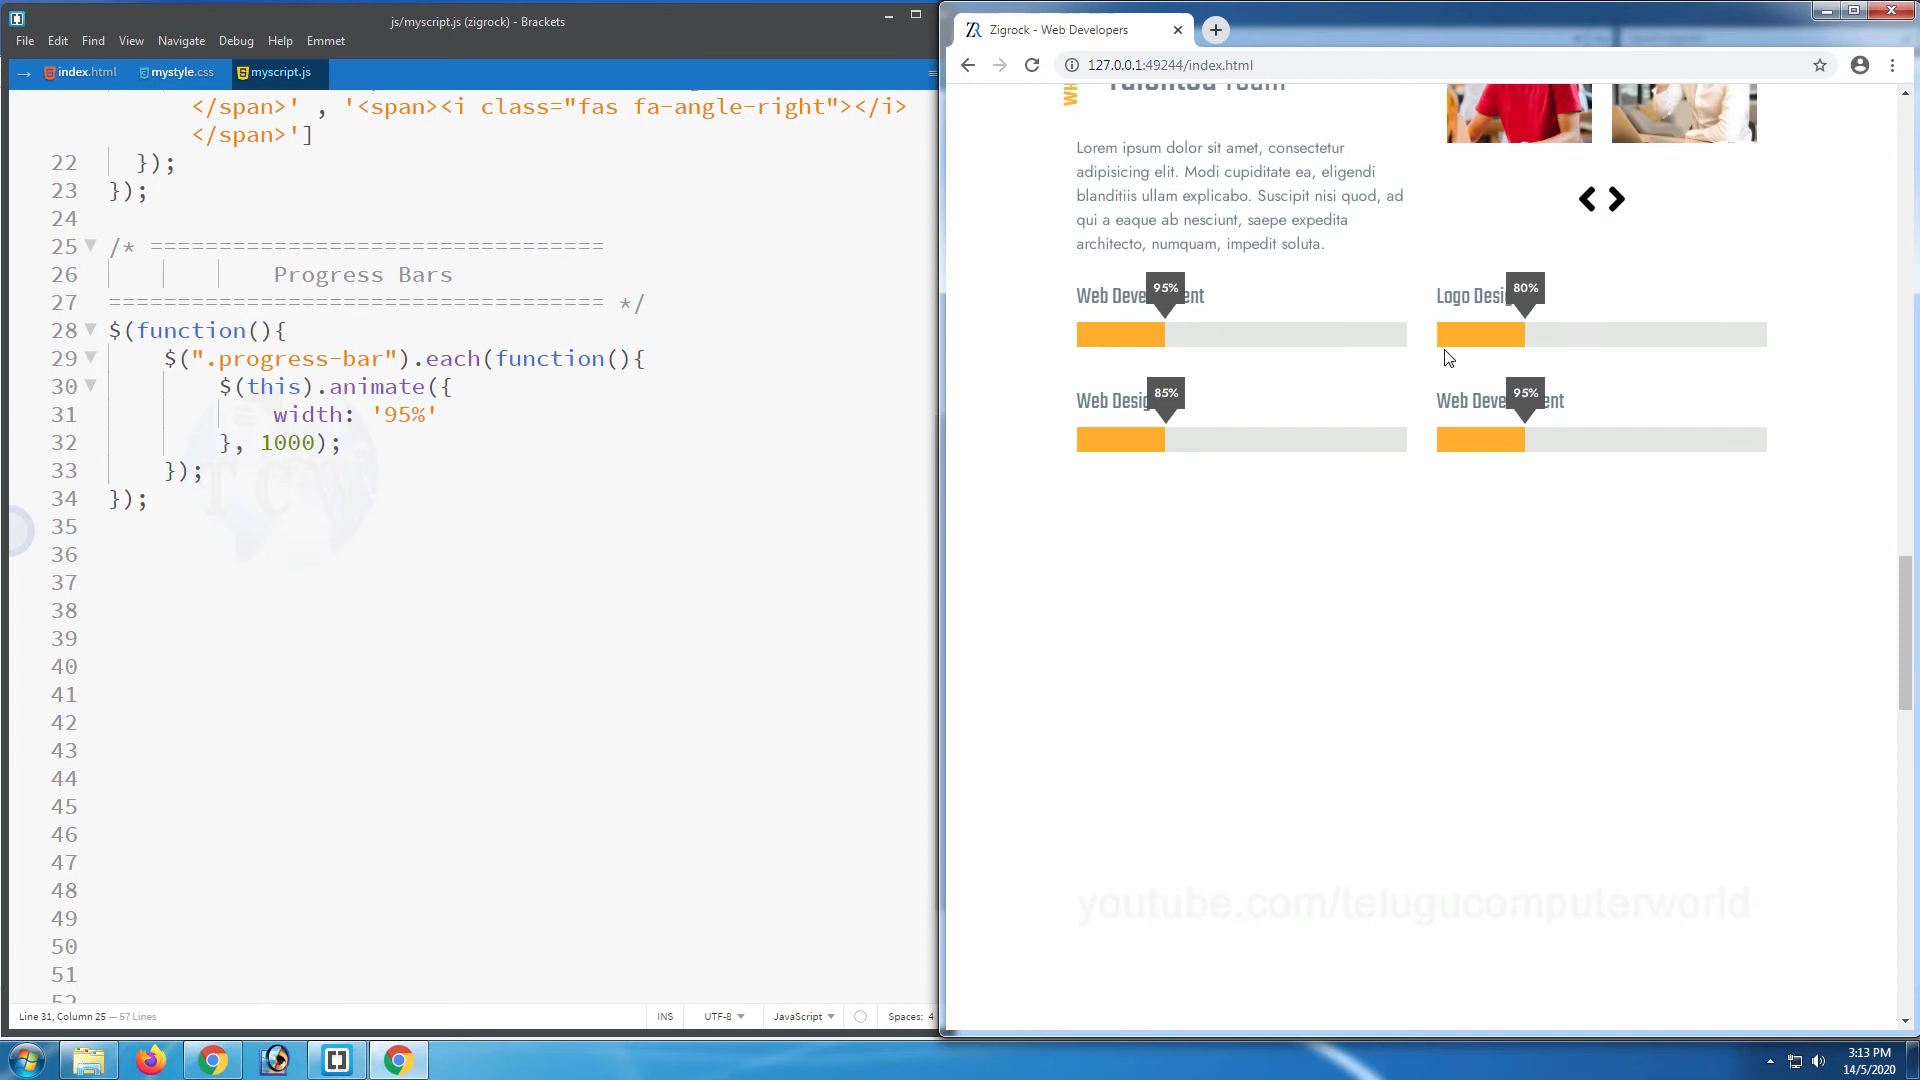 js/myscript.js (zigrock) - Brackets
File Edit Find View Navigate Debug Help Emmet
index.html mystyle.css myscript.js
</span>' , '<span><i class="fas fa-angle-right"></i>
</span>']
22 });
23 });
24
25 /* =================================
26 Progress Bars
27 ==================================== */
28 $(function(){
29 $(".progress-bar").each(function(){
30 $(this).animate({
31 width: '95%'
32 }, 1000);
33 });
34 });
35
36
37
38
39
40
41
42
43
44
45
46
47
48
49
50
51
52
Line 31, Column 25 — 57 Lines
INS UTF-8 JavaScript Spaces: 4
Zigrock - Web Developers
127.0.0.1:49244/index.html
Talented Team
Lorem ipsum dolor sit amet, consectetur
adipisicing elit. Modi cupiditate ea, eligendi
blanditiis ullam explicabo. Suscipit nisi quod, ad
qui a eaque ab nesciunt, saepe expedita
architecto, numquam, impedit soluta.
95%
80%
85%
95%
youtube.com/telugucomputerworld
TCW
3:13 PM
14/5/2020